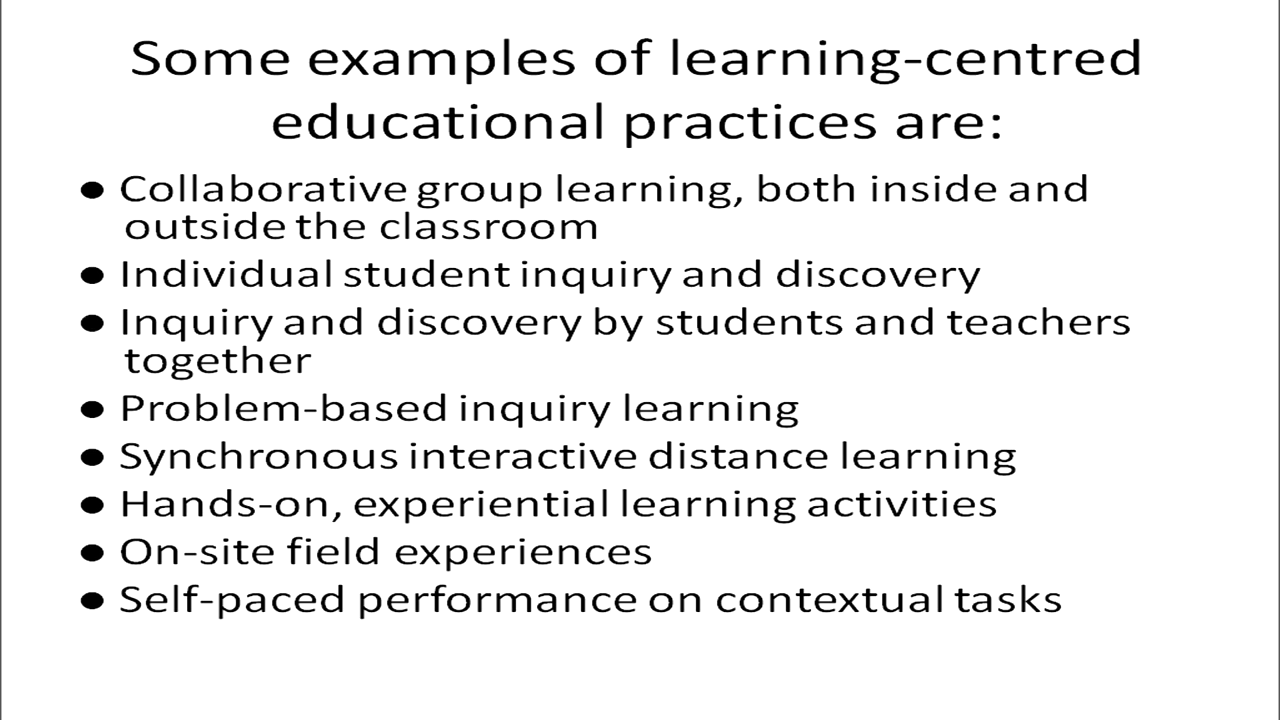 Some examples of learning-centred
educational practices are:
● Collaborative group learning, both inside and
outside the classroom
● Individual student inquiry and discovery
● Inquiry and discovery by students and teachers
together
● Problem-based inquiry learning
● Synchronous interactive distance learning
● Hands-on, experiential learning activities
● On-site field experiences
● Self-paced performance on contextual tasks